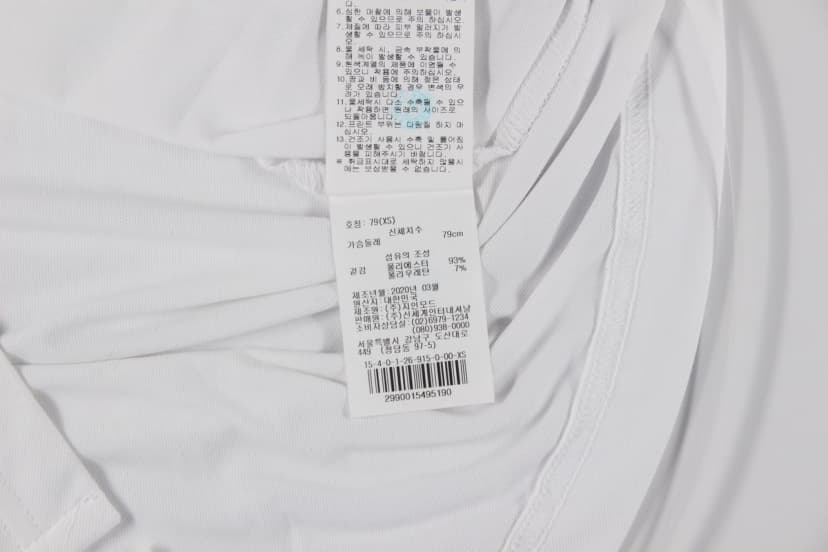 다.
6.심한 마찰에 의해 보풀이 발생
할 수 있으므로 주의 하십시오.
7.체질에 따라 피부 알러지가 발
생할 수 있으므로 주의 하십시
오.
8.물 세탁 시, 금속 부착물에 의
해 녹이 발생할 수 있습니다.
9.흰색계열의 제품에 이염될 수
있으니 착용에 주의하십시오.
10.땀과 비 등에 의해 젖은 상태
로 오래 방치할 경우 변색의 우
려가 있습니다.
11.물세탁시 다소 수축될 수 있으
나 착용하면 원래의 사이즈로
되돌아옵니다.
12.프린트 부위는 다림질 하지 마
십시오.
13.건조기 사용시 수축 및 틀어짐
이 발생할 수 있으니 건조기 사
용을 피해주시기 바랍니다.
※ 취급표시대로 세탁하지 않을시
에는 보상받을 수 없습니다.
호칭: 79(XS)
신체치수
가슴둘레 79cm
섬유의 조성
겉감 폴리에스터 93%
폴리우레탄 7%
제조년월:2020년 03월
원산지:대한민국
제조원:(주)지인모드
판매원:(주)신세계인터내셔날
소비자상담실:(02)6979-1234
(080)938-0000
서울특별시 강남구 도산대로
449 (청담동 97-5)
15-4-0-1-26-915-0-00-XS
2990015495190